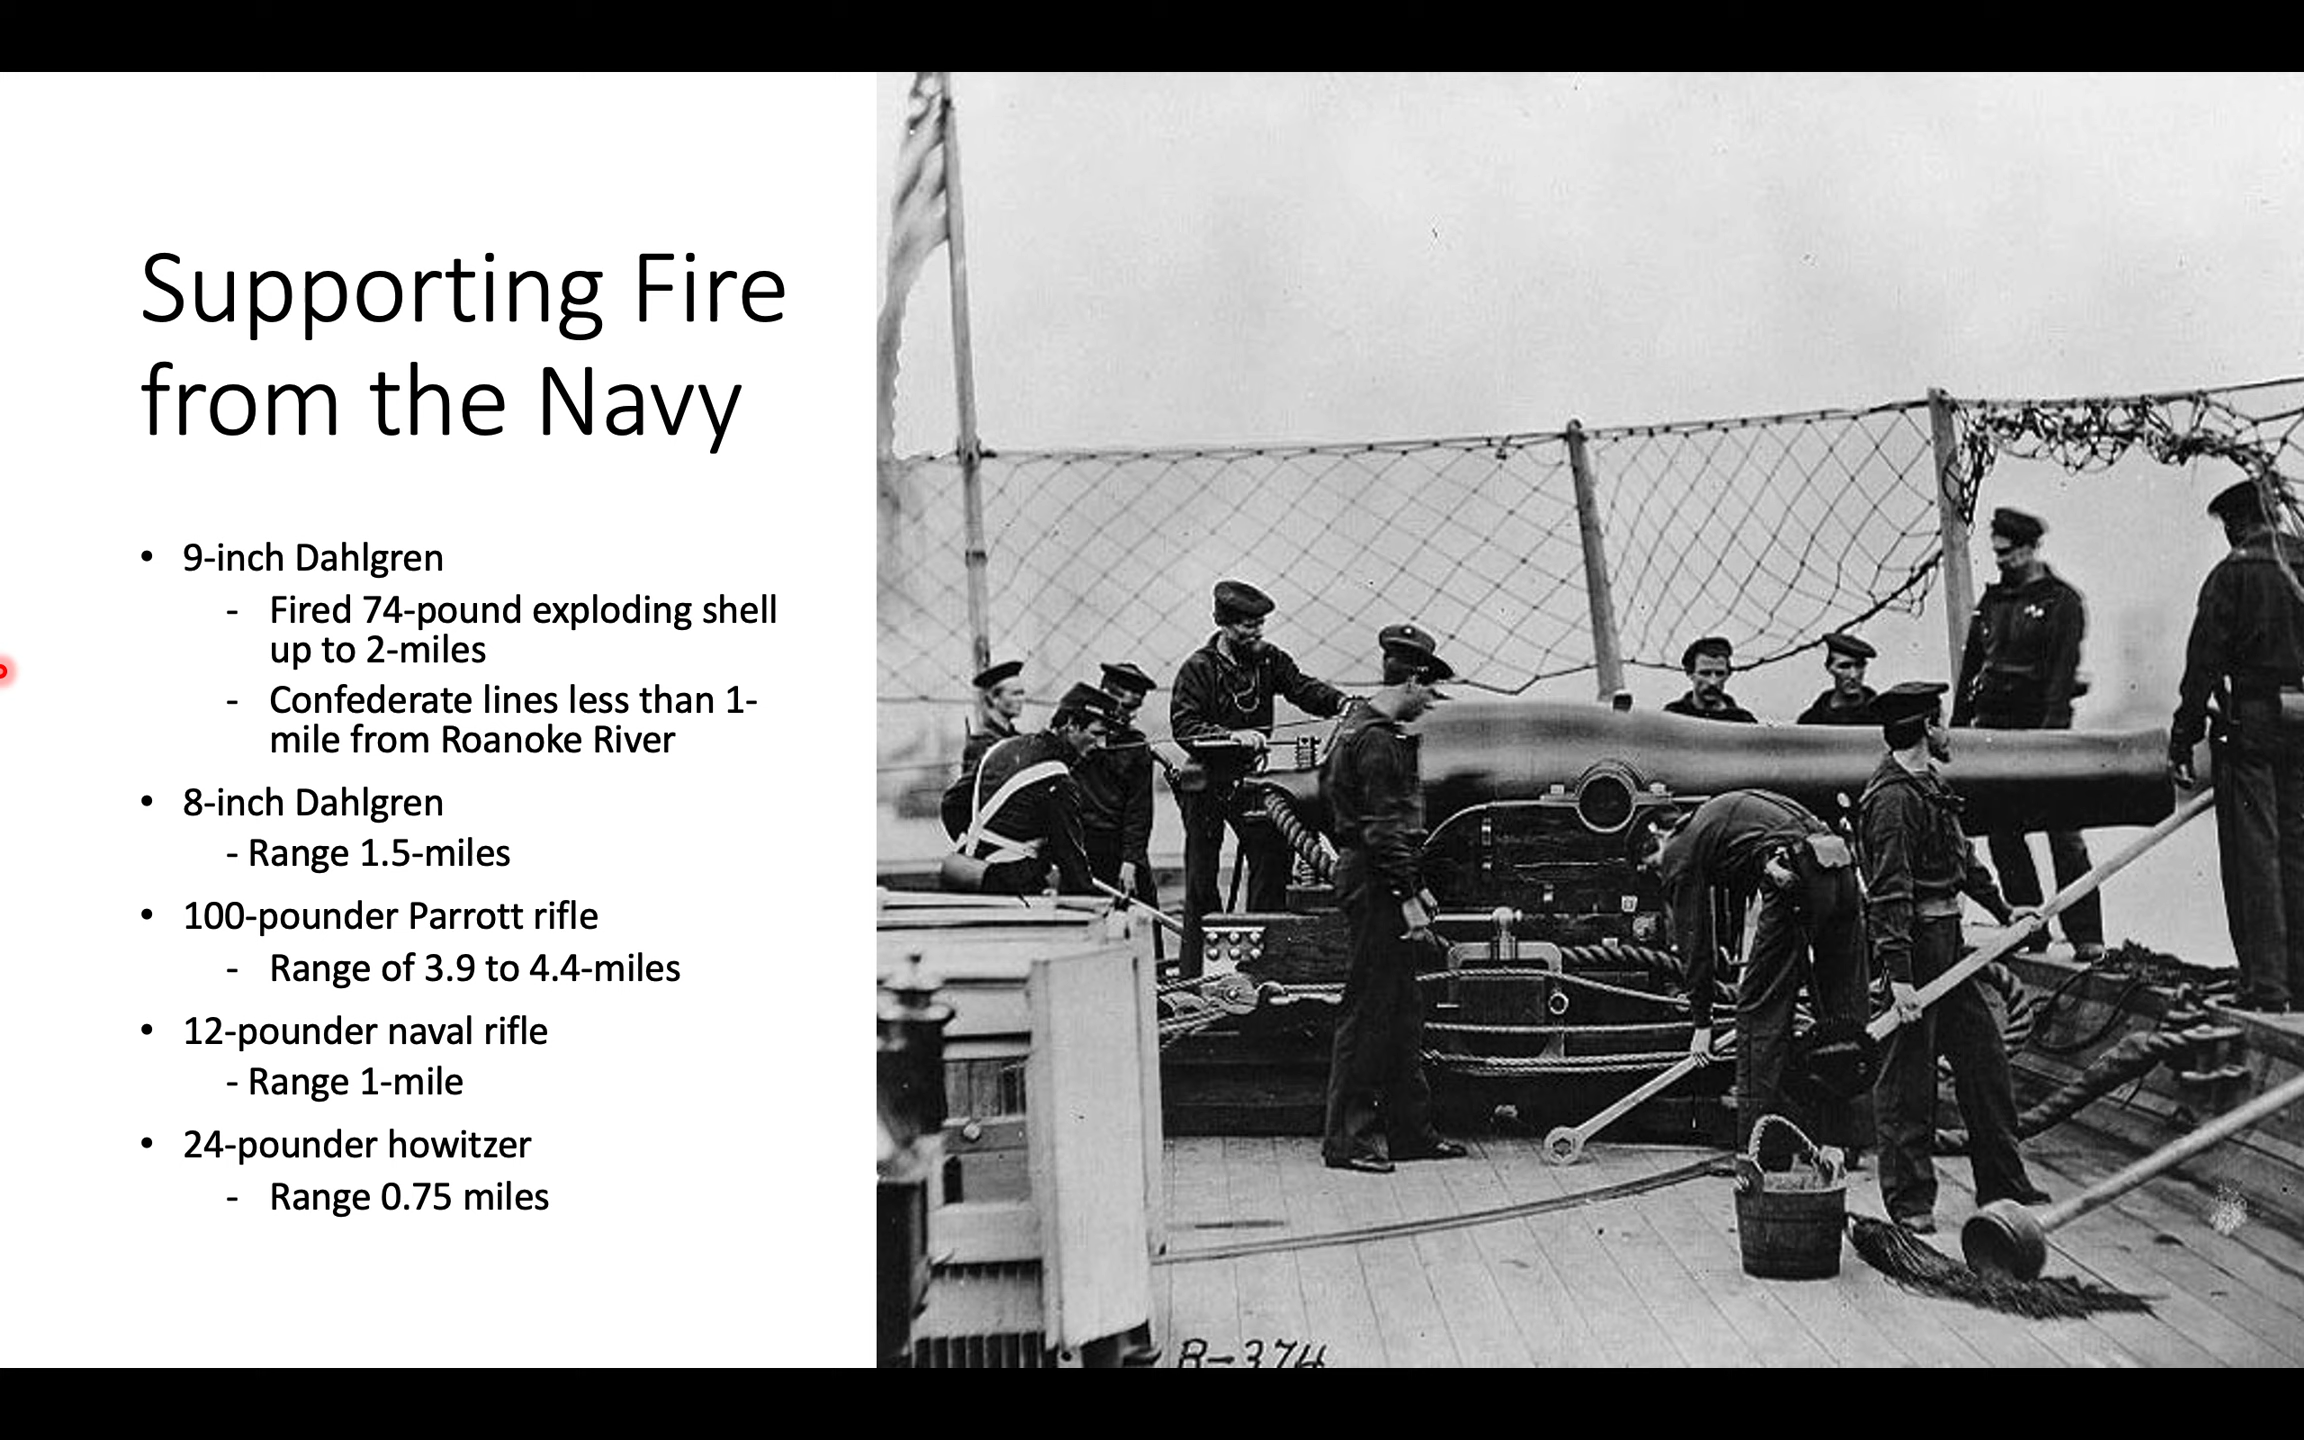 Supporting Fire
from the Navy
• 9-inch Dahlgren
- Fired 74-pound exploding shell
up to 2-miles
- Confederate lines less than 1-
mile from Roanoke River
• 8-inch Dahlgren
- Range 1.5-miles
• 100-pounder Parrott rifle
- Range of 3.9 to 4.4-miles
• 12-pounder naval rifle
- Range 1-mile
• 24-pounder howitzer
- Range 0.75 miles
B-374